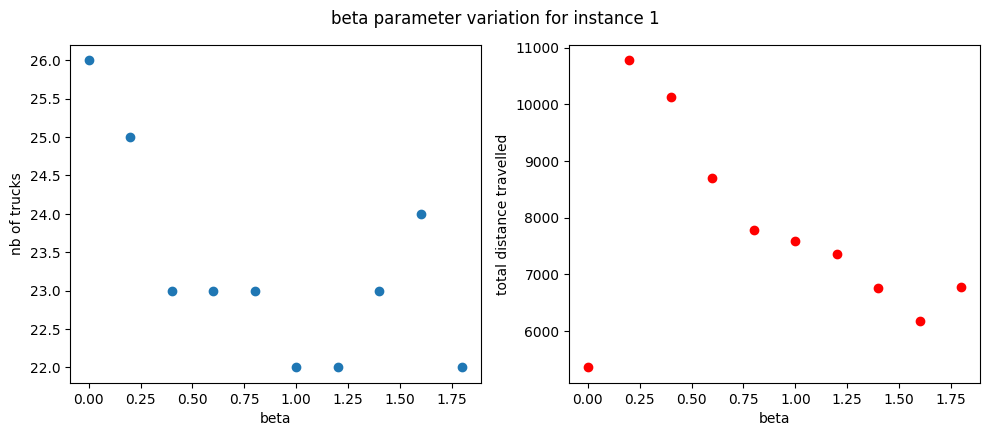 beta parameter variation for instance 1
26.0
25.5
25.0
24.5
24.0
23.5
23.0
22.5
22.0
nb of trucks
0.00 0.25 0.50 0.75 1.00 1.25 1.50 1.75
beta
11000
10000
9000
8000
7000
6000
total distance travelled
0.00 0.25 0.50 0.75 1.00 1.25 1.50 1.75
beta